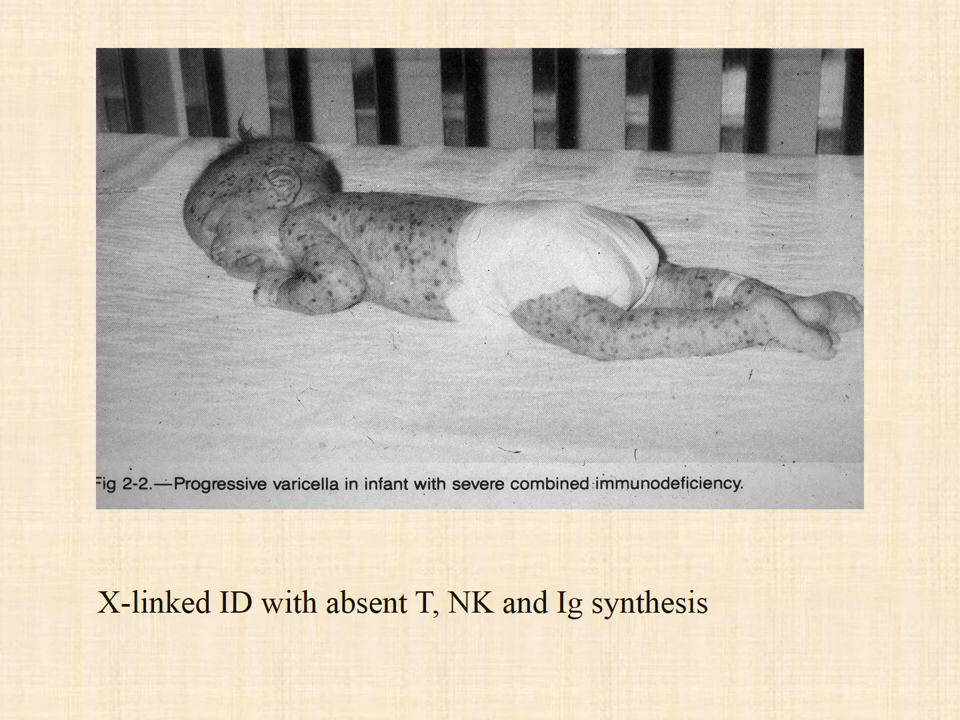 Fig 2-2.—Progressive varicella in infant with severe combined immunodeficiency.
X-linked ID with absent T, NK and Ig synthesis